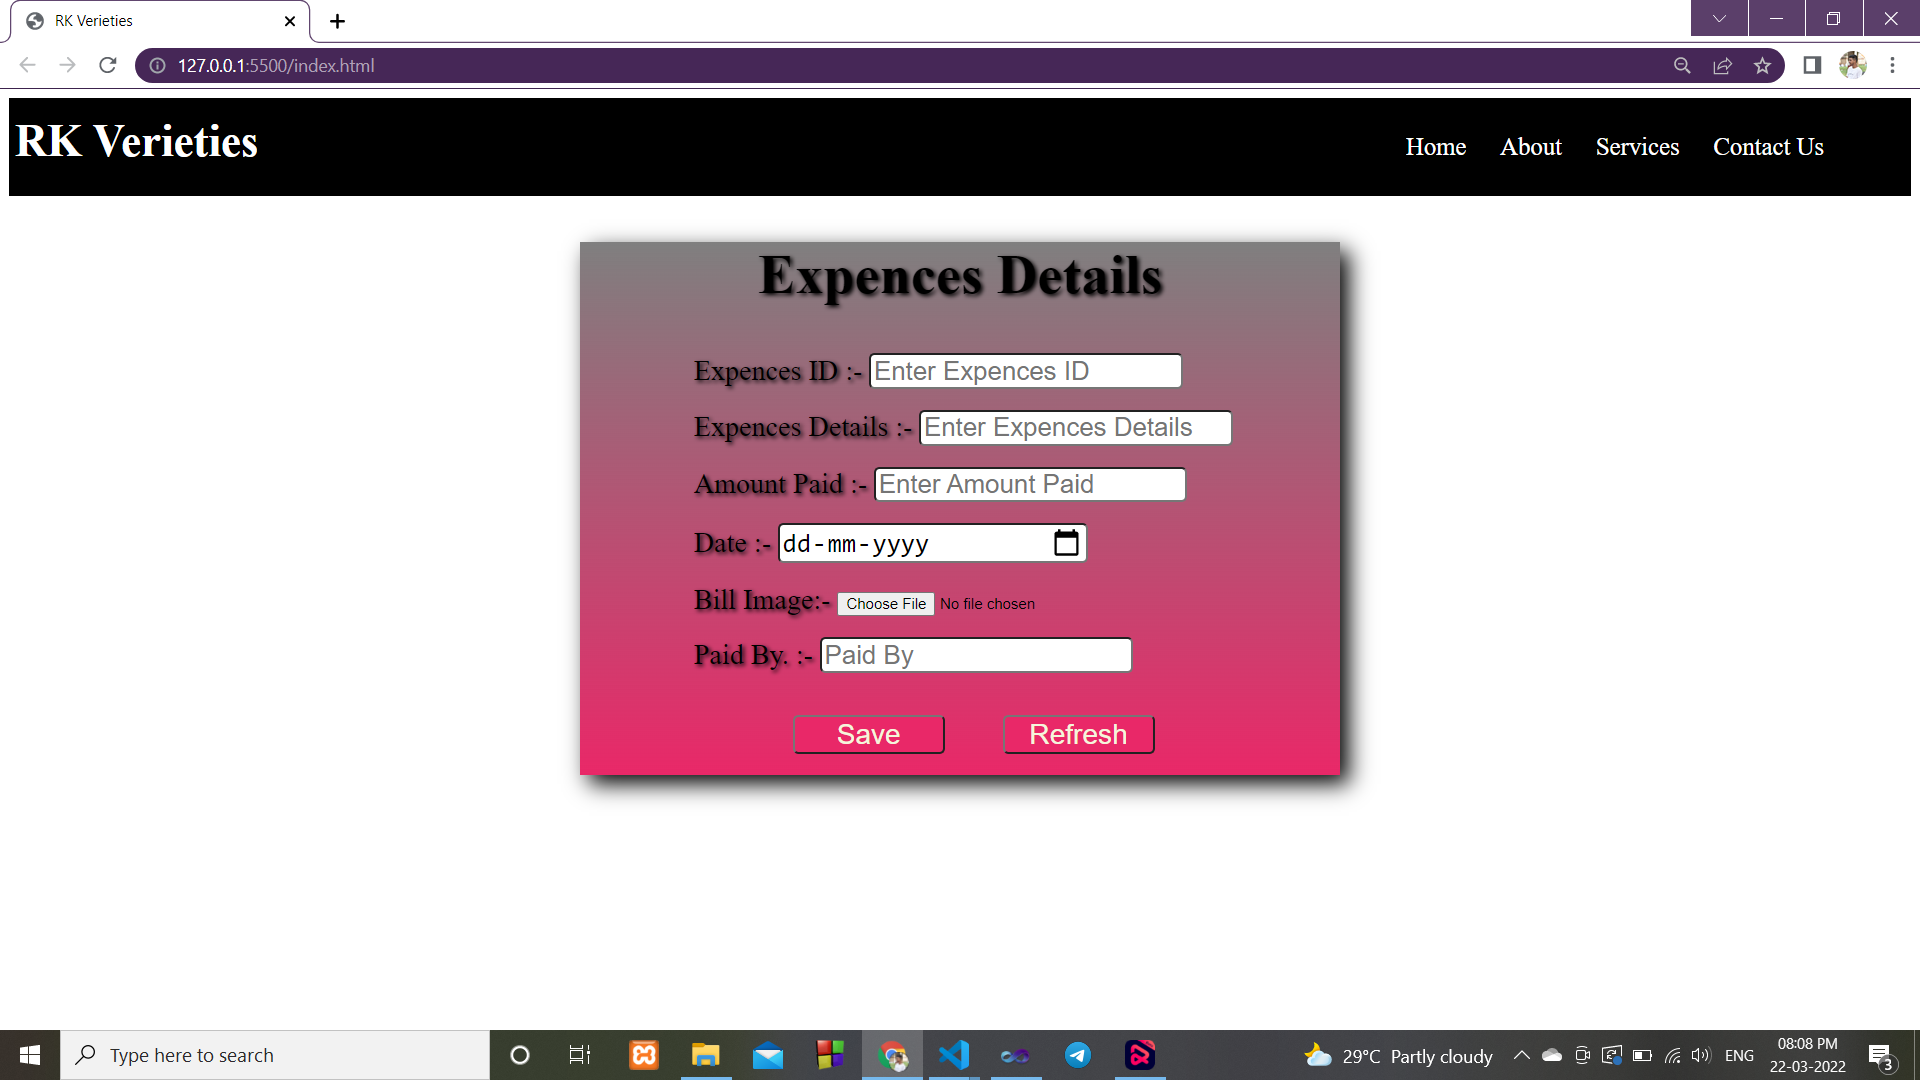 RK Verieties
127.0.0.1:5500/index.html
RK Verieties
Home About Services Contact Us
Expences Details
Expences ID :- Enter Expences ID
Expences Details :- Enter Expences Details
Amount Paid :- Enter Amount Paid
Date :- dd-mm-yyyy
Bill Image:- Choose File No file chosen
Paid By. :- Paid By
Save Refresh
Type here to search
29°C Partly cloudy
ENG
08:08 PM
22-03-2022
3